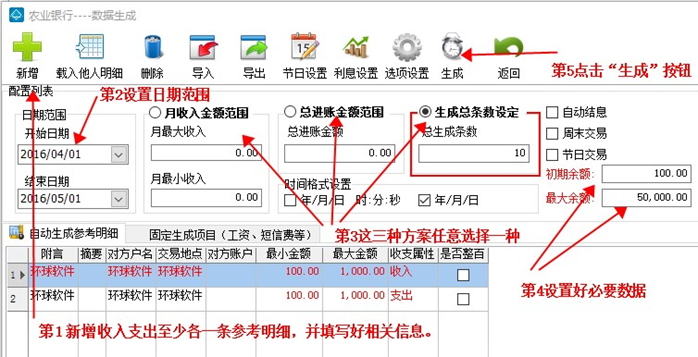 农业银行----数据生成
新增 载入他人明细 删除 导入 导出 节日设置 利息设置 选项设置 生成 返回
第5点击“生成”按钮
配置列表
第2设置日期范围
日期范围 月收入金额范围 总进账金额范围 生成总条数设定 自动结息
开始日期 月最大收入 总进账金额 总生成条数 周末交易
2016/04/01 0.00 0.00 10 节日交易
初期余额: 100.00
结束日期 月最小收入 时间格式设置
2016/05/01 0.00 年/月/日 时:分:秒 年/月/日 最大余额: 50,000.00
自动生成参考明细 固定生成项目（工资、短信费等）
第3这三种方案任意选择一种
附言 摘要 对方户名 交易地点 对方账户 最小金额 最大金额 收支属性 是否整百
1 环球软件 环球软件 环球软件 100.00 1,000.00 收入
2 环球软件 环球软件 环球软件 100.00 1,000.00 支出
第4设置好必要数据
第1新增收入支出至少各一条参考明细，并填写好相关信息。